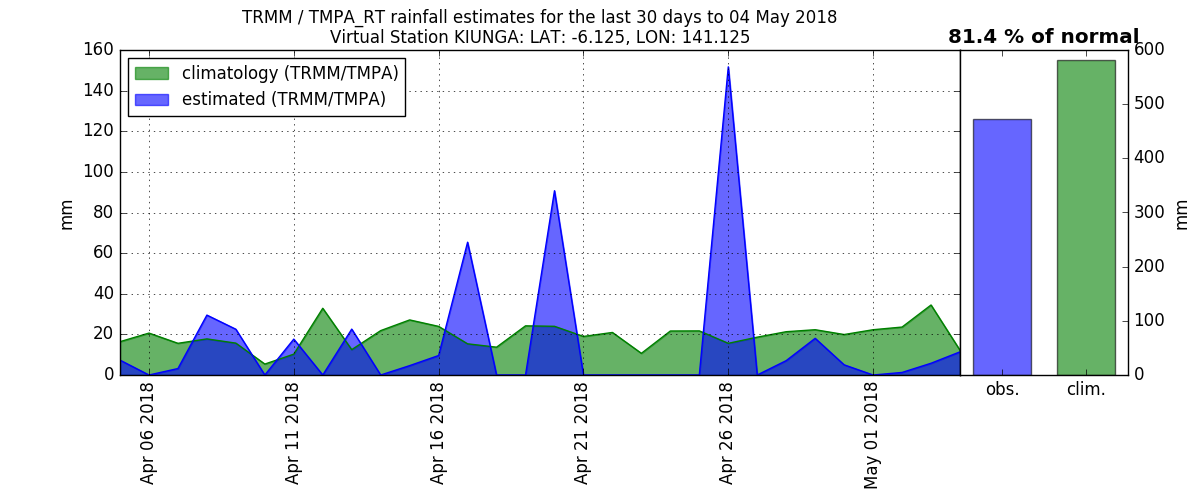 TRMM / TMPA_RT rainfall estimates for the last 30 days to 04 May 2018
Virtual Station KIUNGA: LAT: -6.125, LON: 141.125
81.4 % of normal
climatology (TRMM/TMPA)
estimated (TRMM/TMPA)
160
140
120
100
80
60
40
20
0
mm
600
500
400
300
200
100
0
mm
obs.
clim.
Apr 06 2018
Apr 11 2018
Apr 16 2018
Apr 21 2018
Apr 26 2018
May 01 2018